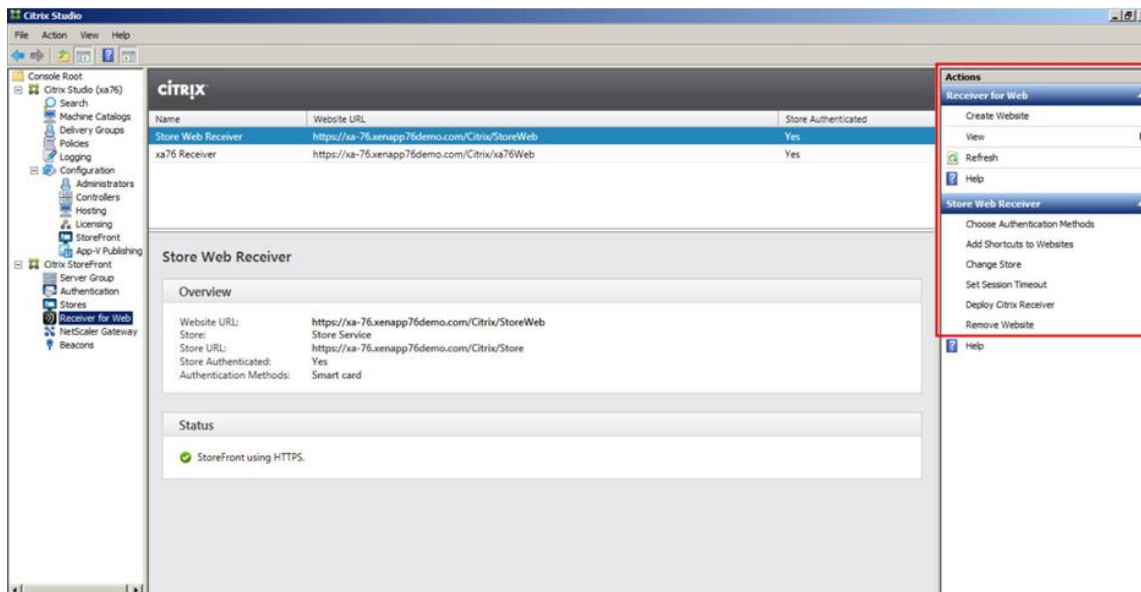 Citrix Studio
File Action View Help
Console Root
Citrix Studio (xa76)
Search
Machine Catalogs
Delivery Groups
Policies
Logging
Configuration
Administrators
Controllers
Hosting
Licensing
StoreFront
App-V Publishing
Citrix StoreFront
Server Group
Authentication
Stores
Receiver for Web
NetScaler Gateway
Beacons
CITRIX
Name Website URL Store Authenticated
Store Web Receiver https://xa-76.xenapp76demo.com/Citrix/StoreWeb Yes
xa76 Receiver https://xa-76.xenapp76demo.com/Citrix/xa76Web Yes
Store Web Receiver
Overview
Website URL: https://xa-76.xenapp76demo.com/Citrix/StoreWeb
Store: Store Service
Store URL: https://xa-76.xenapp76demo.com/Citrix/Store
Store Authenticated: Yes
Authentication Methods: Smart card
Status
StoreFront using HTTPS.
Actions
Receiver for Web
Create Website
View
Refresh
Help
Store Web Receiver
Choose Authentication Methods
Add Shortcuts to Websites
Change Store
Set Session Timeout
Deploy Citrix Receiver
Remove Website
Help